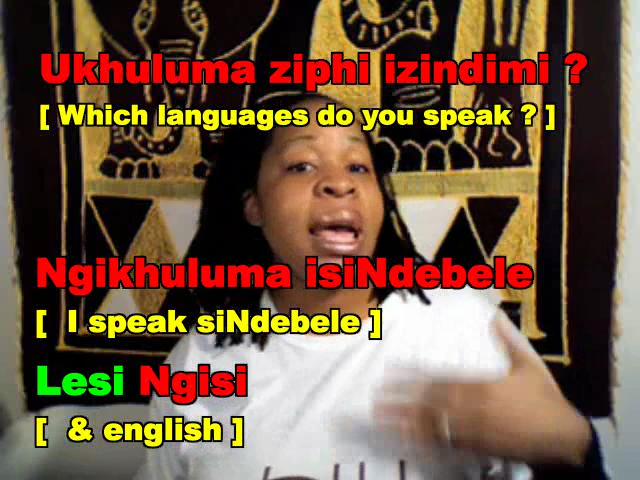 Ukhuluma ziphi izindimi ?
[ Which languages do you speak ? ]
Ngikhuluma isiNdebele
[ I speak siNdebele ]
Lesi Ngisi
[ & english ]